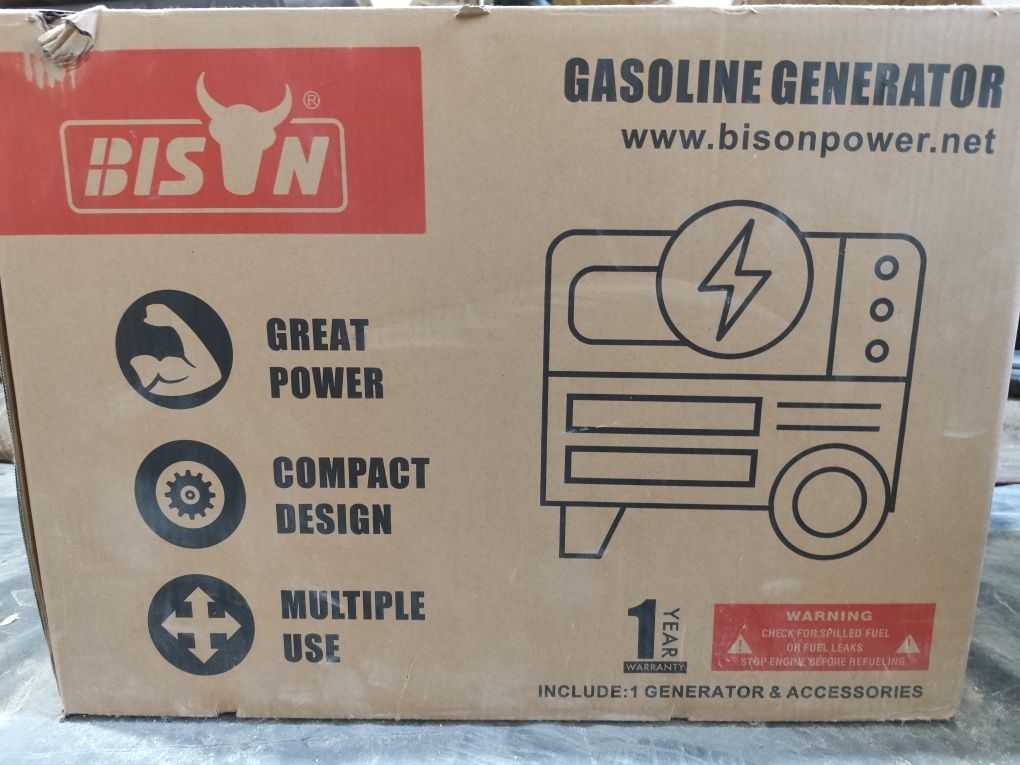 BISON
®
GASOLINE GENERATOR
www.bisonpower.net
GREAT
POWER
COMPACT
DESIGN
MULTIPLE
USE
1 YEAR
WARRANTY
WARNING
CHECK FOR SPILLED FUEL
OR FUEL LEAKS
STOP ENGINE BEFORE REFUELING
INCLUDE:1 GENERATOR & ACCESSORIES